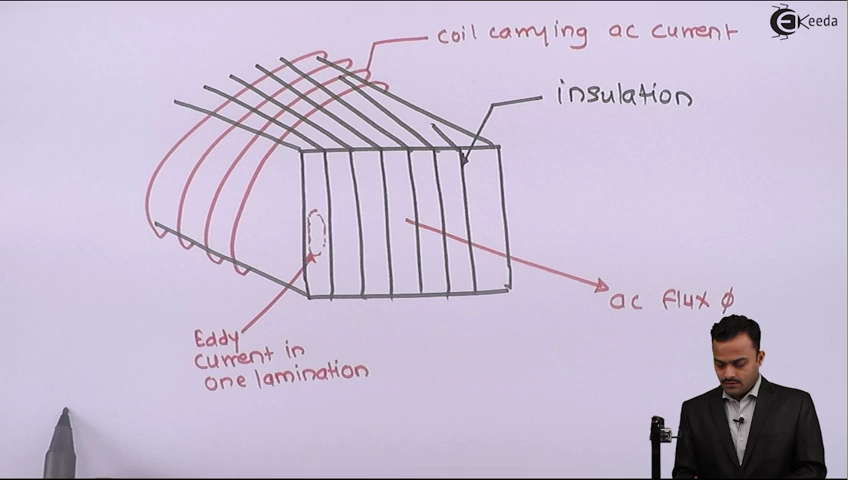 EKeeda
coil carrying ac current
insulation
ac flux φ
Eddy
current in
one lamination